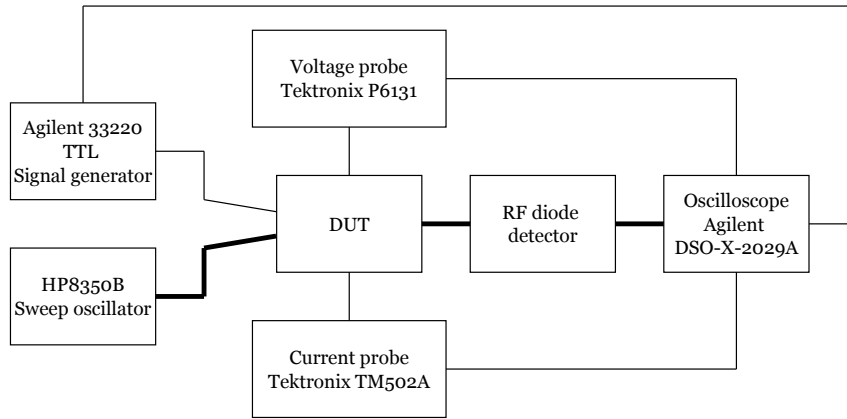 Voltage probe
Tektronix P6131
Agilent 33220
TTL
Signal generator
DUT
RF diode
detector
Oscilloscope
Agilent
DSO-X-2029A
HP8350B
Sweep oscillator
Current probe
Tektronix TM502A